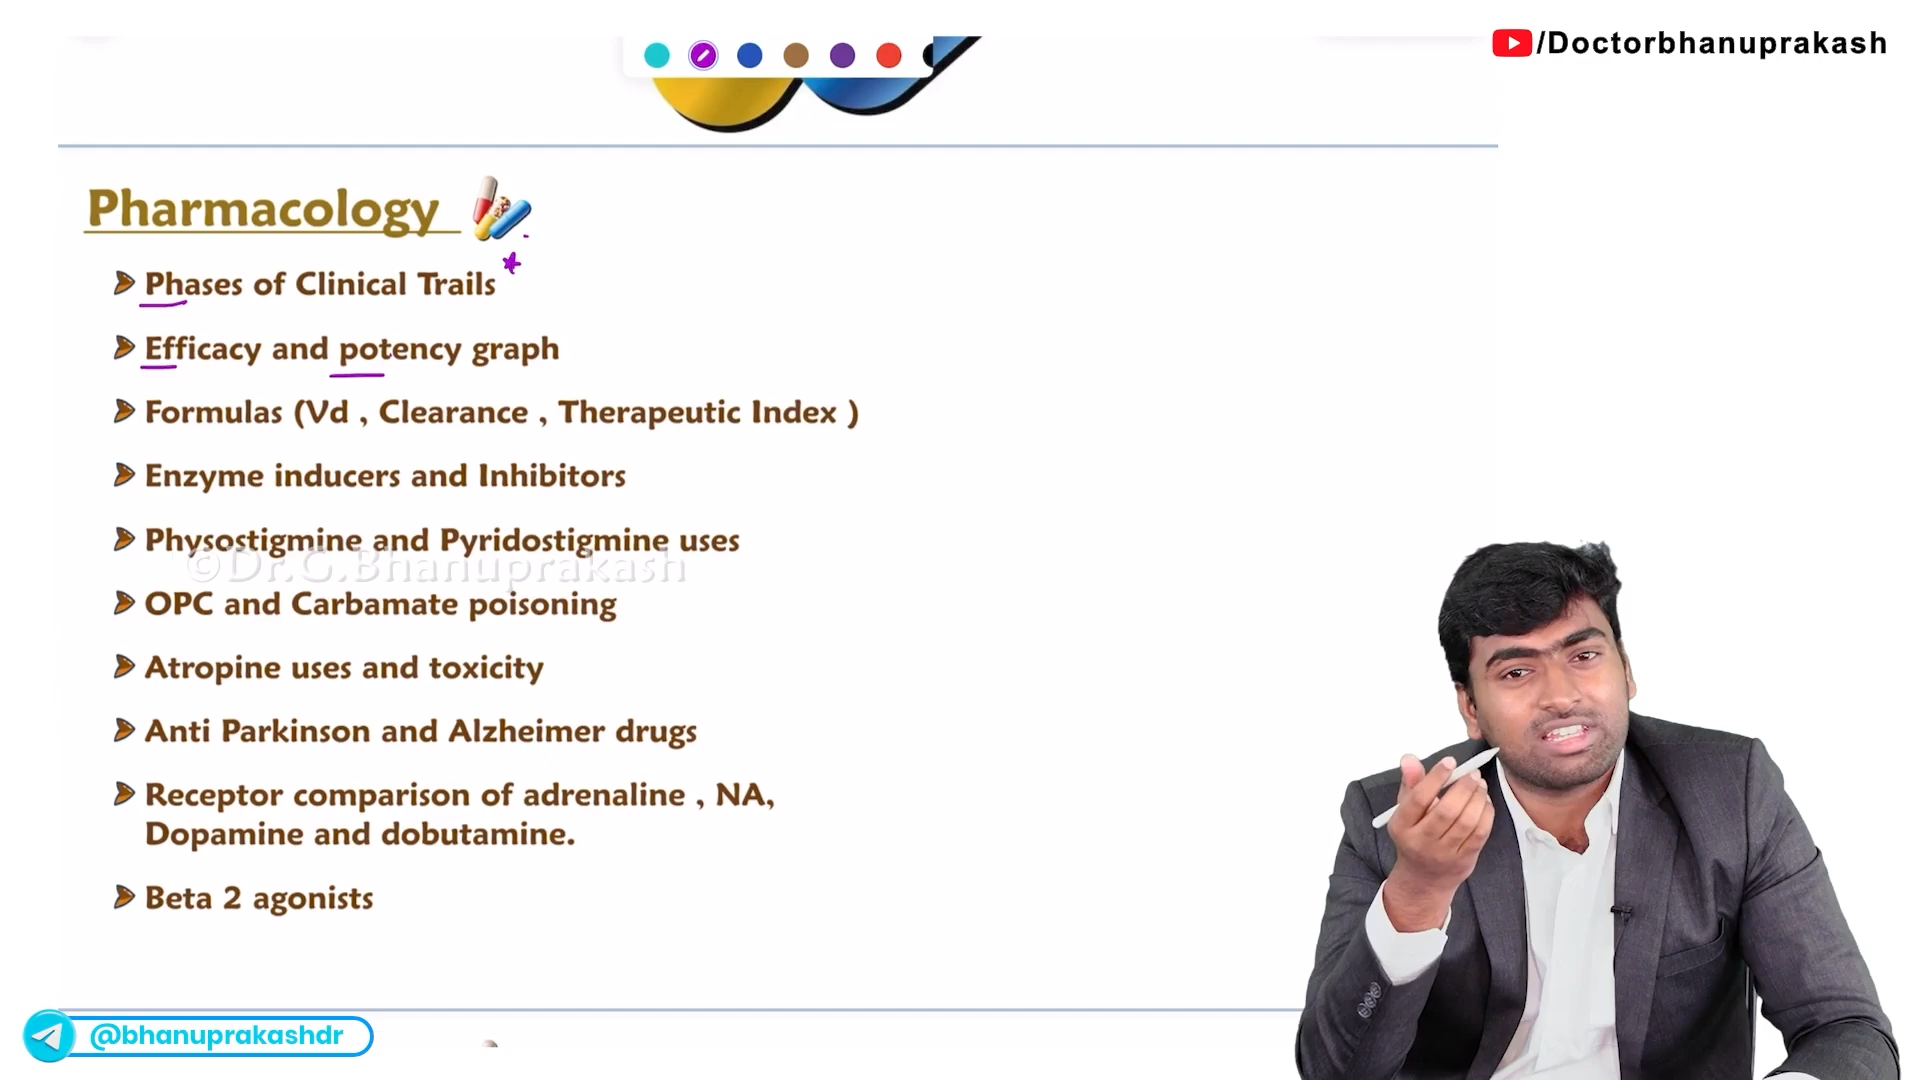 /Doctorbhanuprakash
Pharmacology
Phases of Clinical Trails
Efficacy and potency graph
Formulas (Vd , Clearance , Therapeutic Index )
Enzyme inducers and Inhibitors
Physostigmine and Pyridostigmine uses
©Dr.G.Bhanuprakash
OPC and Carbamate poisoning
Atropine uses and toxicity
Anti Parkinson and Alzheimer drugs
Receptor comparison of adrenaline , NA,
Dopamine and dobutamine.
Beta 2 agonists
@bhanuprakashdr